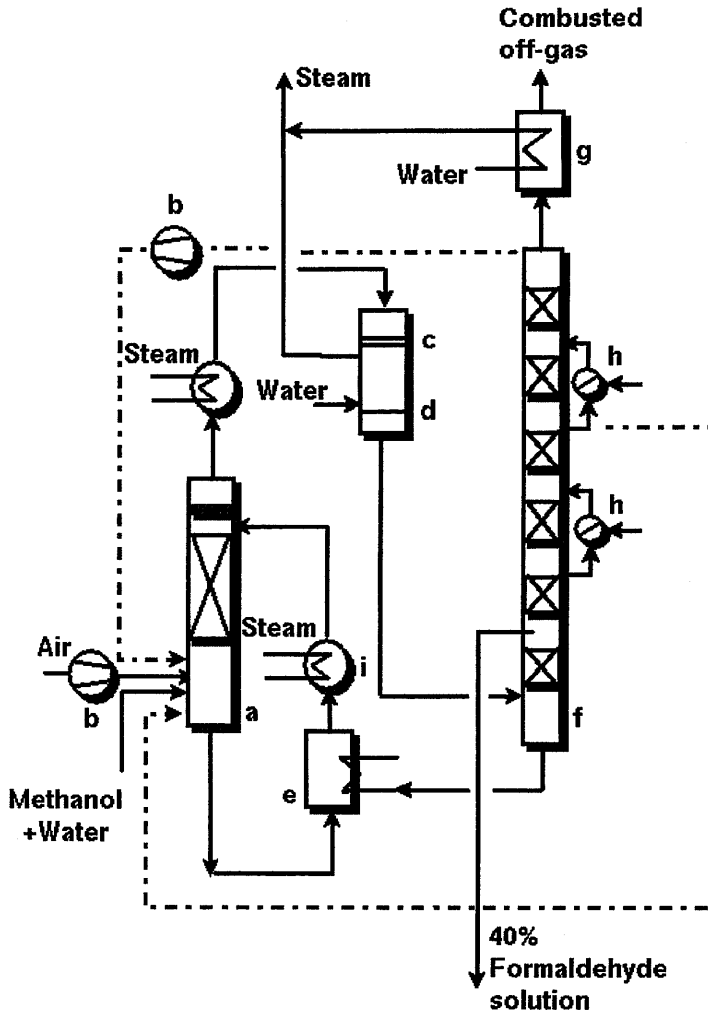 Combusted
off-gas
Steam
g
Water
b
Steam
c
h
Water
d
h
Steam
Air
i
b
a
f
e
Methanol
+Water
40%
Formaldehyde
solution